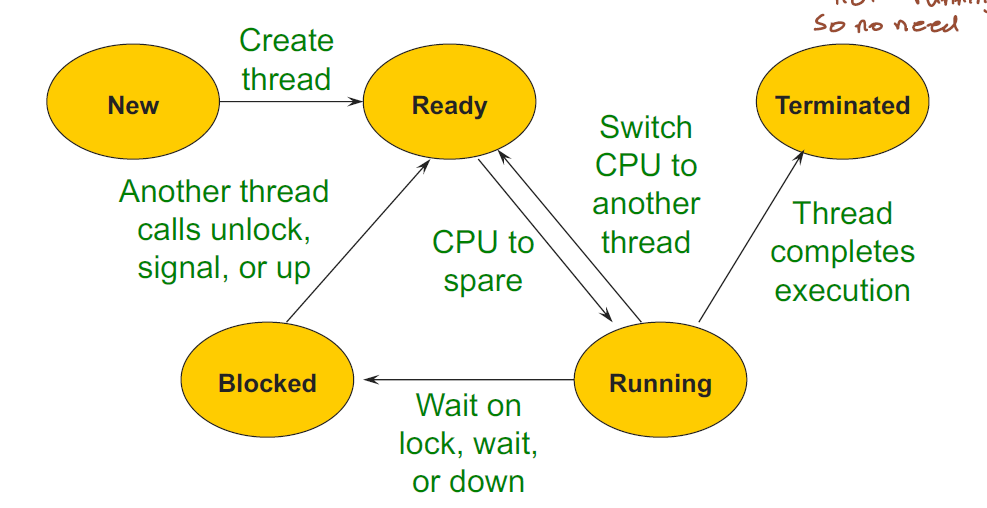 so no need
Create
thread
New
Ready
Terminated
Switch
CPU to
another
thread
Another thread
calls unlock,
signal, or up
CPU to
spare
Thread
completes
execution
Blocked
Running
Wait on
lock, wait,
or down